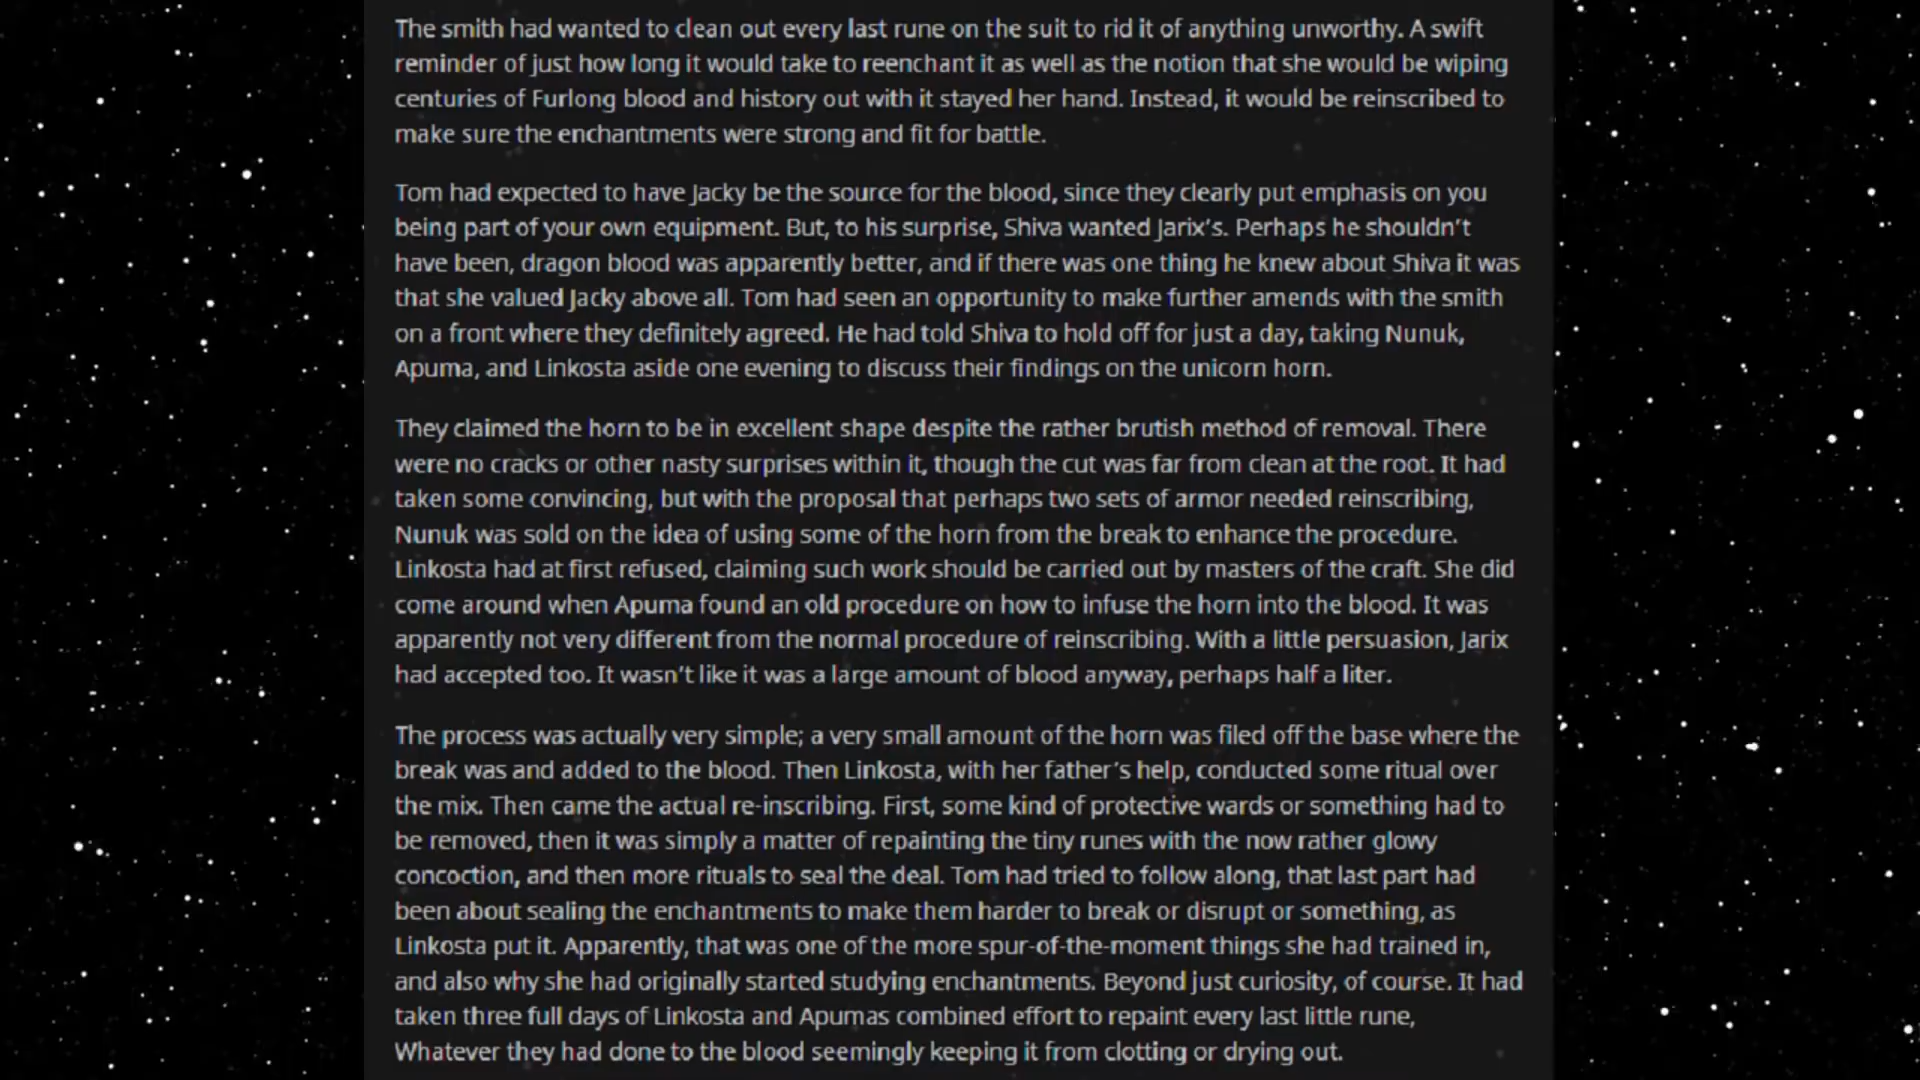 The smith had wanted to clean out every last rune on the suit to rid it of anything unworthy. A swift
reminder of just how long it would take to reenchant it as well as the notion that she would be wiping
centuries of Furlong blood and history out with it stayed her hand. Instead, it would be reinscribed to
make sure the enchantments were strong and fit for battle.
Tom had expected to have Jacky be the source for the blood, since they clearly put emphasis on you
being part of your own equipment. But, to his surprise, Shiva wanted Jarix’s. Perhaps he shouldn’t
have been, dragon blood was apparently better, and if there was one thing he knew about Shiva it was
that she valued Jacky above all. Tom had seen an opportunity to make further amends with the smith
on a front where they definitely agreed. He had told Shiva to hold off for just a day, taking Nunuk,
Apuma, and Linkosta aside one evening to discuss their findings on the unicorn horn.
They claimed the horn to be in excellent shape despite the rather brutish method of removal. There
were no cracks or other nasty surprises within it, though the cut was far from clean at the root. It had
taken some convincing, but with the proposal that perhaps two sets of armor needed reinscribing,
Nunuk was sold on the idea of using some of the horn from the break to enhance the procedure.
Linkosta had at first refused, claiming such work should be carried out by masters of the craft. She did
come around when Apuma found an old procedure on how to infuse the horn into the blood. It was
apparently not very different from the normal procedure of reinscribing. With a little persuasion, Jarix
had accepted too. It wasn’t like it was a large amount of blood anyway, perhaps half a liter.
The process was actually very simple; a very small amount of the horn was filed off the base where the
break was and added to the blood. Then Linkosta, with her father’s help, conducted some ritual over
the mix. Then came the actual re-inscribing. First, some kind of protective wards or something had to
be removed, then it was simply a matter of repainting the tiny runes with the now rather glowy
concoction, and then more rituals to seal the deal. Tom had tried to follow along, that last part had
been about sealing the enchantments to make them harder to break or disrupt or something, as
Linkosta put it. Apparently, that was one of the more spur-of-the-moment things she had trained in,
and also why she had originally started studying enchantments. Beyond just curiosity, of course. It had
taken three full days of Linkosta and Apumas combined effort to repaint every last little rune,
Whatever they had done to the blood seemingly keeping it from clotting or drying out.